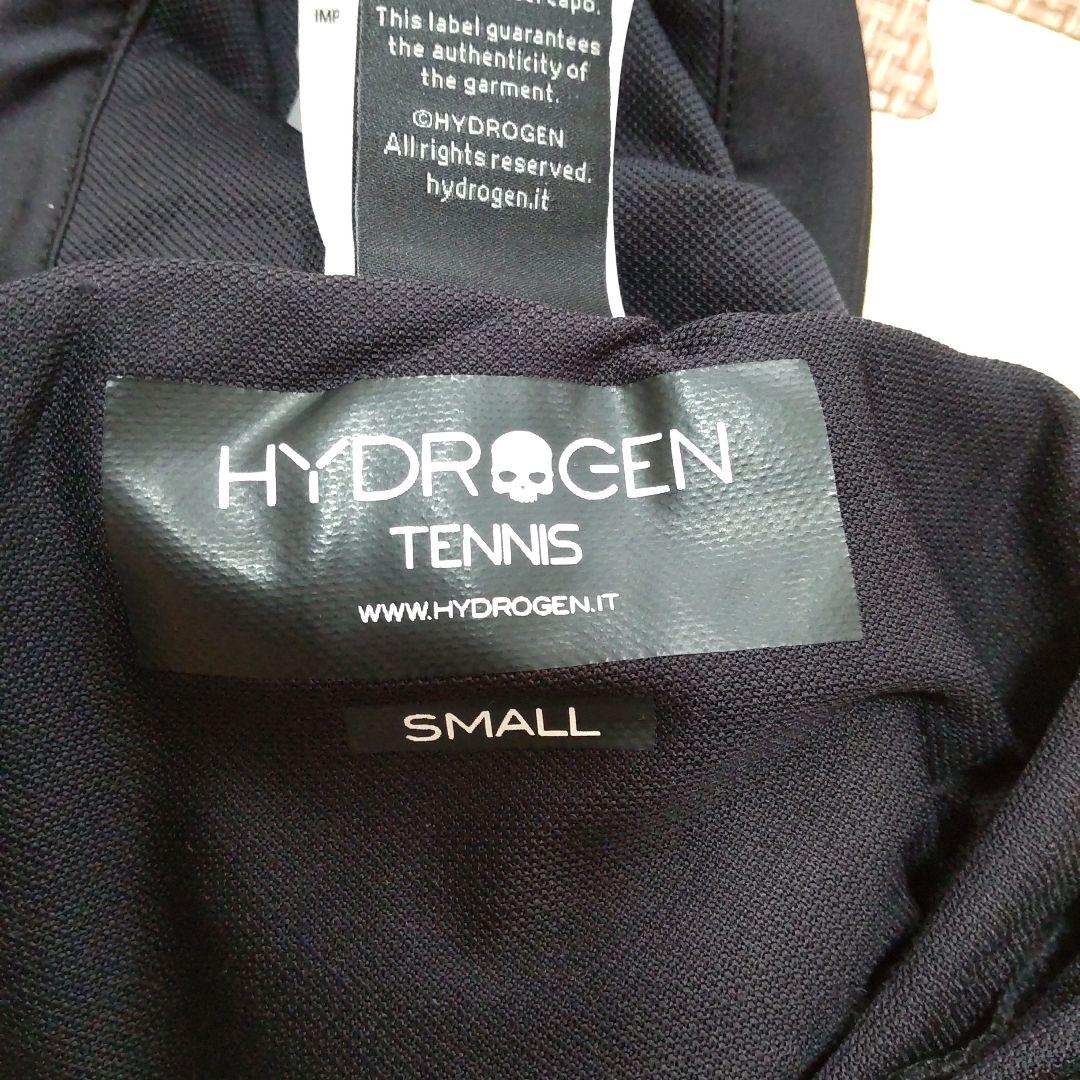 IMP
This label guarantees
the authenticity of
the garment.
©HYDROGEN
All rights reserved.
hydrogen.it
HYDROGEN
TENNIS
WWW.HYDROGEN.IT
SMALL